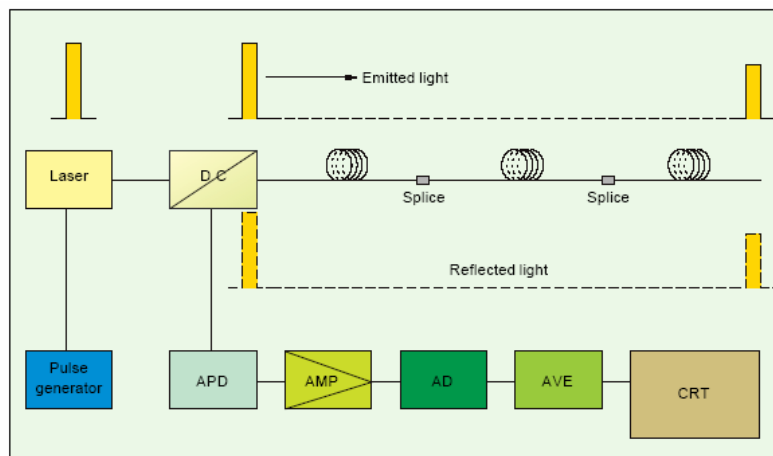 Emitted light
Laser
D C
Splice
Splice
Reflected light
Pulse
generator
APD
AMP
AD
AVE
CRT